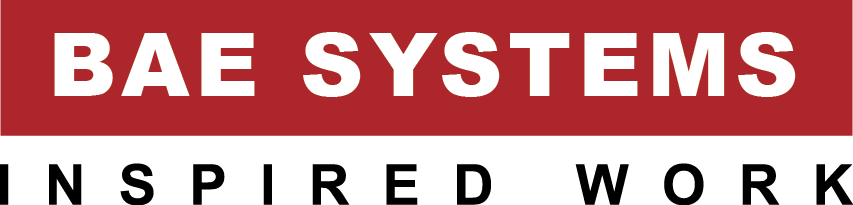 BAE SYSTEMS
INSPIRED WORK